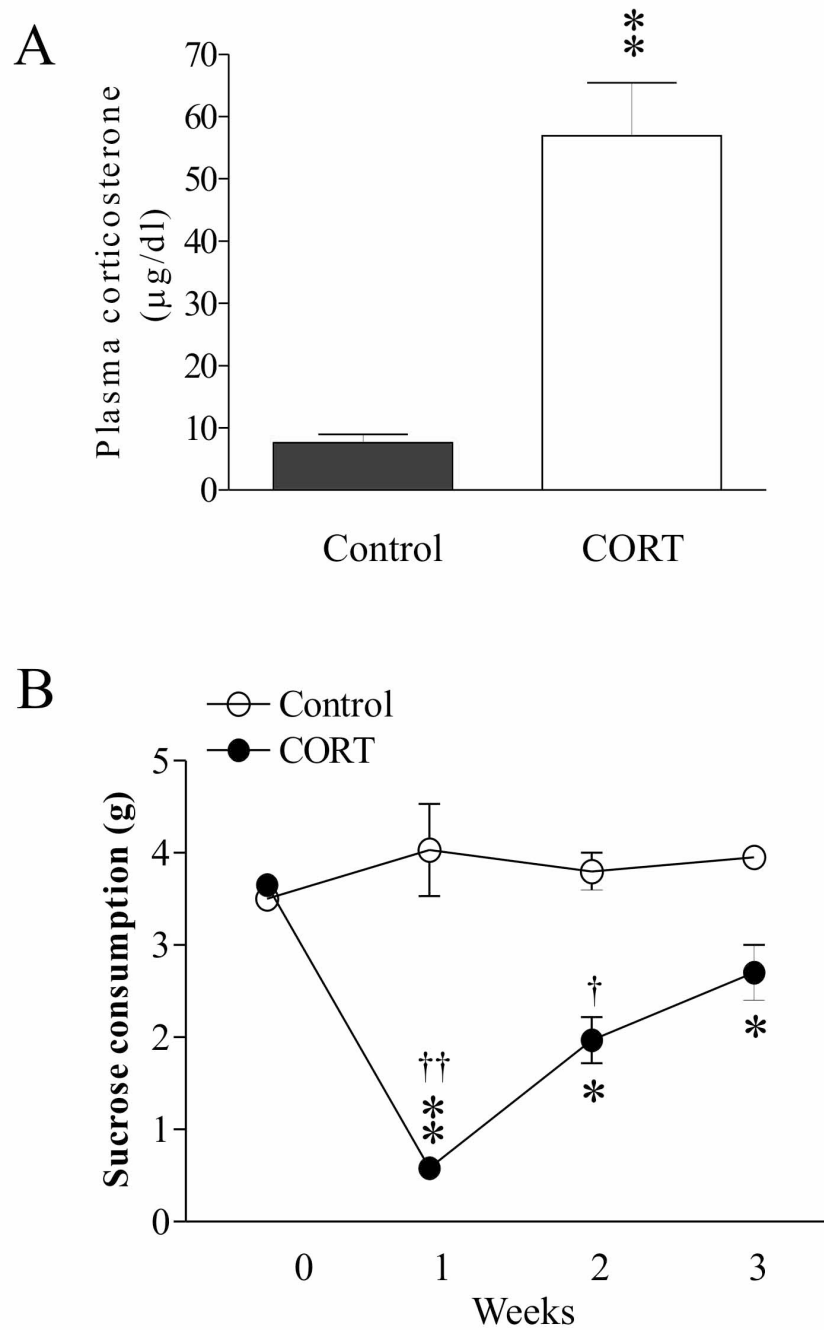 A
**
70
60
50
40
30
20
10
0
Plasma corticosterone
(µg/dl)
Control
CORT
B
Control
CORT
5
4
3
2
1
0
Sucrose consumption (g)
††
**
†
*
*
0 1 2 3
Weeks